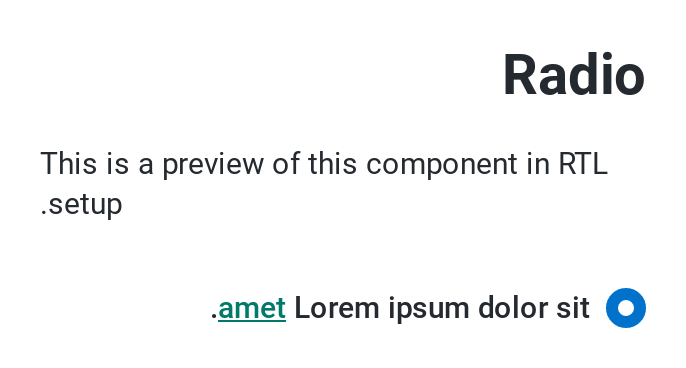 Radio
This is a preview of this component in RTL
.setup
.amet Lorem ipsum dolor sit